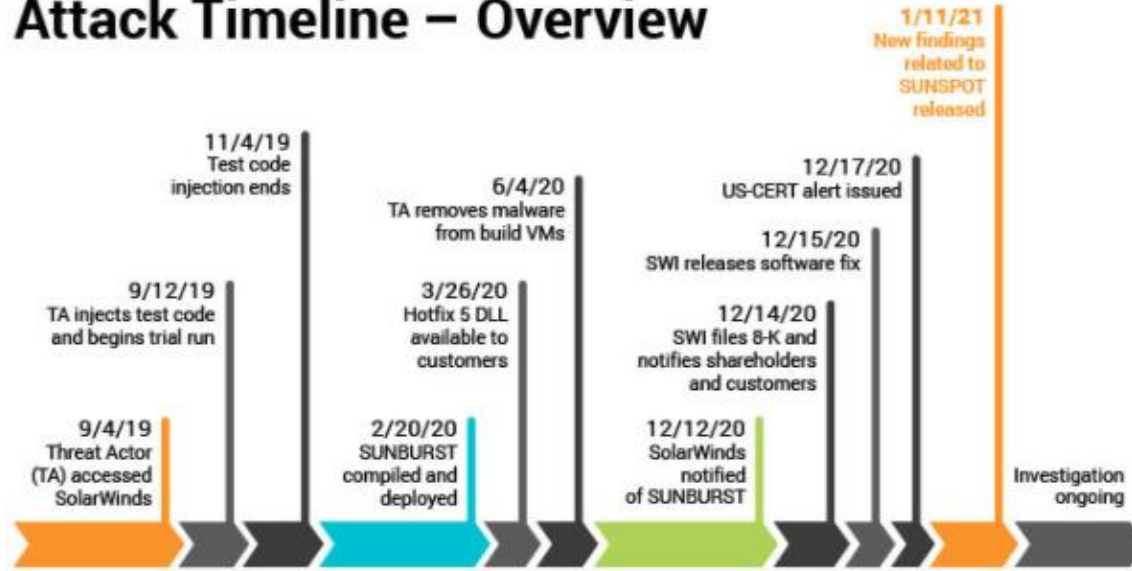 Attack Timeline – Overview
9/4/19
Threat Actor
(TA) accessed
SolarWinds
9/12/19
TA injects test code
and begins trial run
11/4/19
Test code
injection ends
2/20/20
SUNBURST
compiled and
deployed
3/26/20
Hotfix 5 DLL
available to
customers
6/4/20
TA removes malware
from build VMs
12/12/20
SolarWinds
notified
of SUNBURST
12/14/20
SWI files 8-K and
notifies shareholders
and customers
12/15/20
SWI releases software fix
12/17/20
US-CERT alert issued
1/11/21
New findings
related to
SUNSPOT
released
Investigation
ongoing